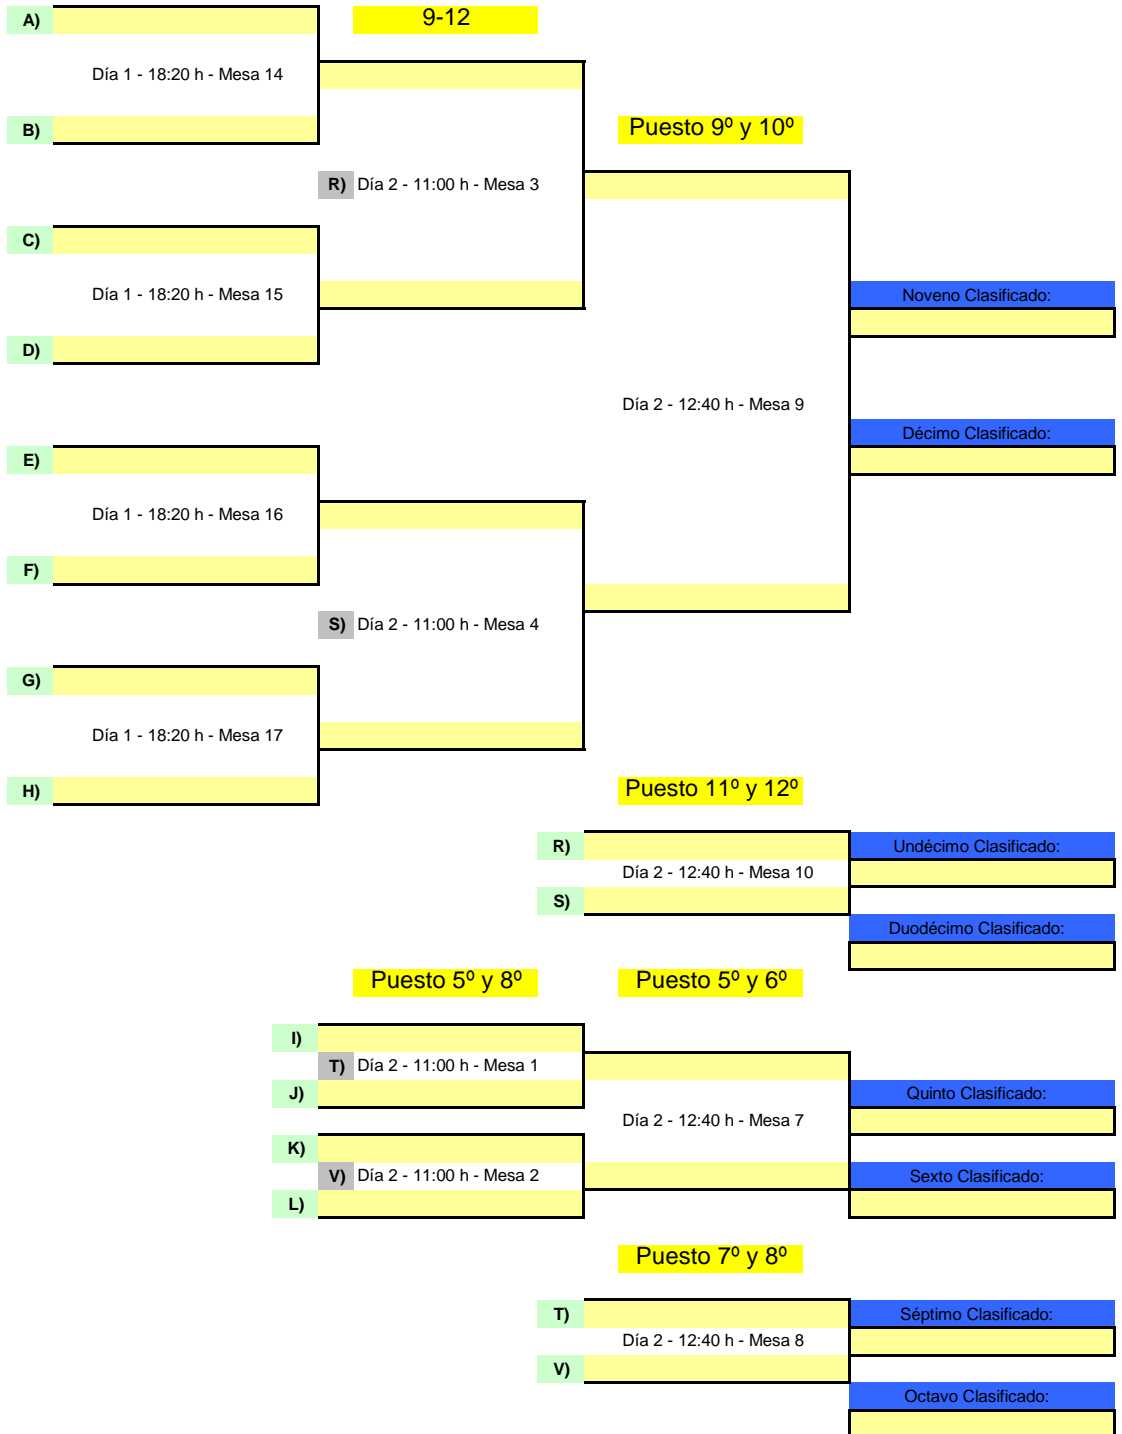 A)
9-12
Día 1 - 18:20 h - Mesa 14
B)
Puesto 9º y 10º
R) Día 2 - 11:00 h - Mesa 3
C)
Día 1 - 18:20 h - Mesa 15
Noveno Clasificado:
D)
Día 2 - 12:40 h - Mesa 9
Décimo Clasificado:
E)
Día 1 - 18:20 h - Mesa 16
F)
S) Día 2 - 11:00 h - Mesa 4
G)
Día 1 - 18:20 h - Mesa 17
H)
Puesto 11º y 12º
R)
Undécimo Clasificado:
Día 2 - 12:40 h - Mesa 10
S)
Duodécimo Clasificado:
Puesto 5º y 8º
Puesto 5º y 6º
I)
T) Día 2 - 11:00 h - Mesa 1
J)
Quinto Clasificado:
Día 2 - 12:40 h - Mesa 7
K)
V) Día 2 - 11:00 h - Mesa 2
Sexto Clasificado:
L)
Puesto 7º y 8º
T)
Séptimo Clasificado:
Día 2 - 12:40 h - Mesa 8
V)
Octavo Clasificado: